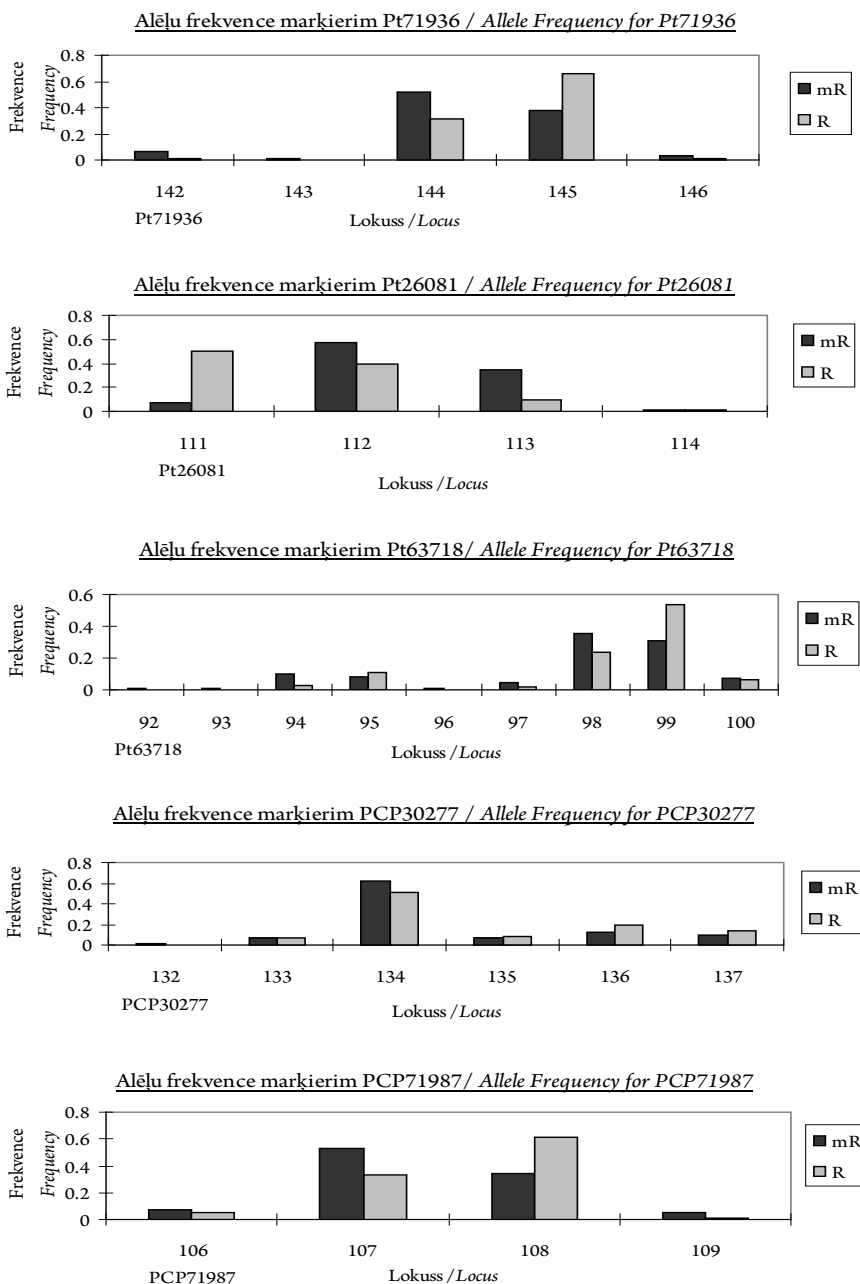 Alēļu frekvence marķierim Pt71936 / Allele Frequency for Pt71936
Frekvence
Frequency
0.8
0.6
0.4
0.2
0
142 143 144 145 146
Pt71936
Lokuss /Locus
mR
R
Alēļu frekvence marķierim Pt26081 / Allele Frequency for Pt26081
Frekvence
Frequency
0.8
0.6
0.4
0.2
0
111 112 113 114
Pt26081
Lokuss /Locus
mR
R
Alēļu frekvence marķierim Pt63718/ Allele Frequency for Pt63718
Frekvence
Frequency
0.6
0.4
0.2
0
92 93 94 95 96 97 98 99 100
Pt63718
Lokuss /Locus
mR
R
Alēļu frekvence marķierim PCP30277 / Allele Frequency for PCP30277
Frekvence
Frequency
0.8
0.6
0.4
0.2
0
132 133 134 135 136 137
PCP30277
Lokuss /Locus
mR
R
Alēļu frekvence marķierim PCP71987/ Allele Frequency for PCP71987
Frekvence
Frequency
0.8
0.6
0.4
0.2
0
106 107 108 109
PCP71987
Lokuss /Locus
mR
R